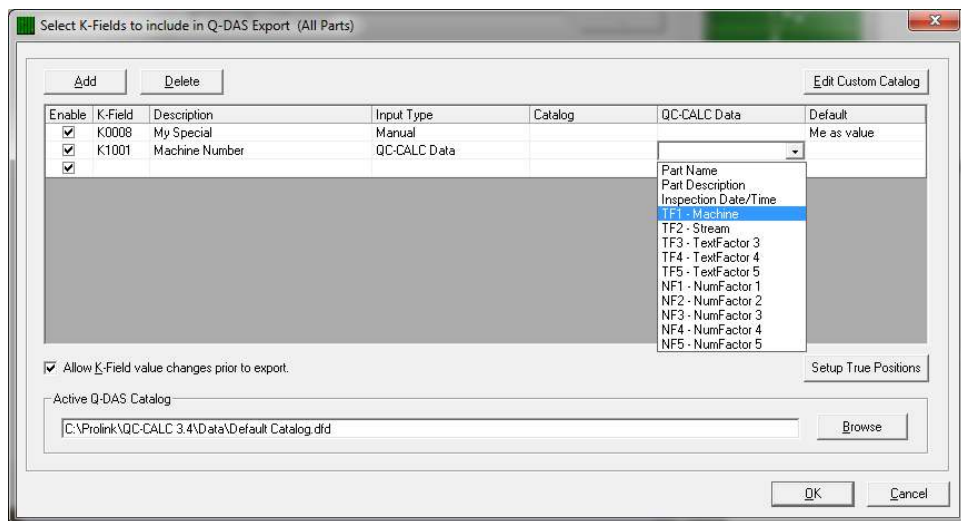 Select K-Fields to include in Q-DAS Export (All Parts)
Add Delete Edit Custom Catalog
Enable K-Field Description Input Type Catalog QC-CALC Data Default
K0008 My Special Manual Me as value
K1001 Machine Number QC-CALC Data
Part Name
Part Description
Inspection Date/Time
TF1 - Machine
TF2 - Stream
TF3 - TextFactor 3
TF4 - TextFactor 4
TF5 - TextFactor 5
NF1 - NumFactor 1
NF2 - NumFactor 2
NF3 - NumFactor 3
NF4 - NumFactor 4
NF5 - NumFactor 5
Allow K-Field value changes prior to export. Setup True Positions
Active Q-DAS Catalog
C:\Prolink\QC-CALC 3.4\Data\Default Catalog.dfd Browse
OK Cancel